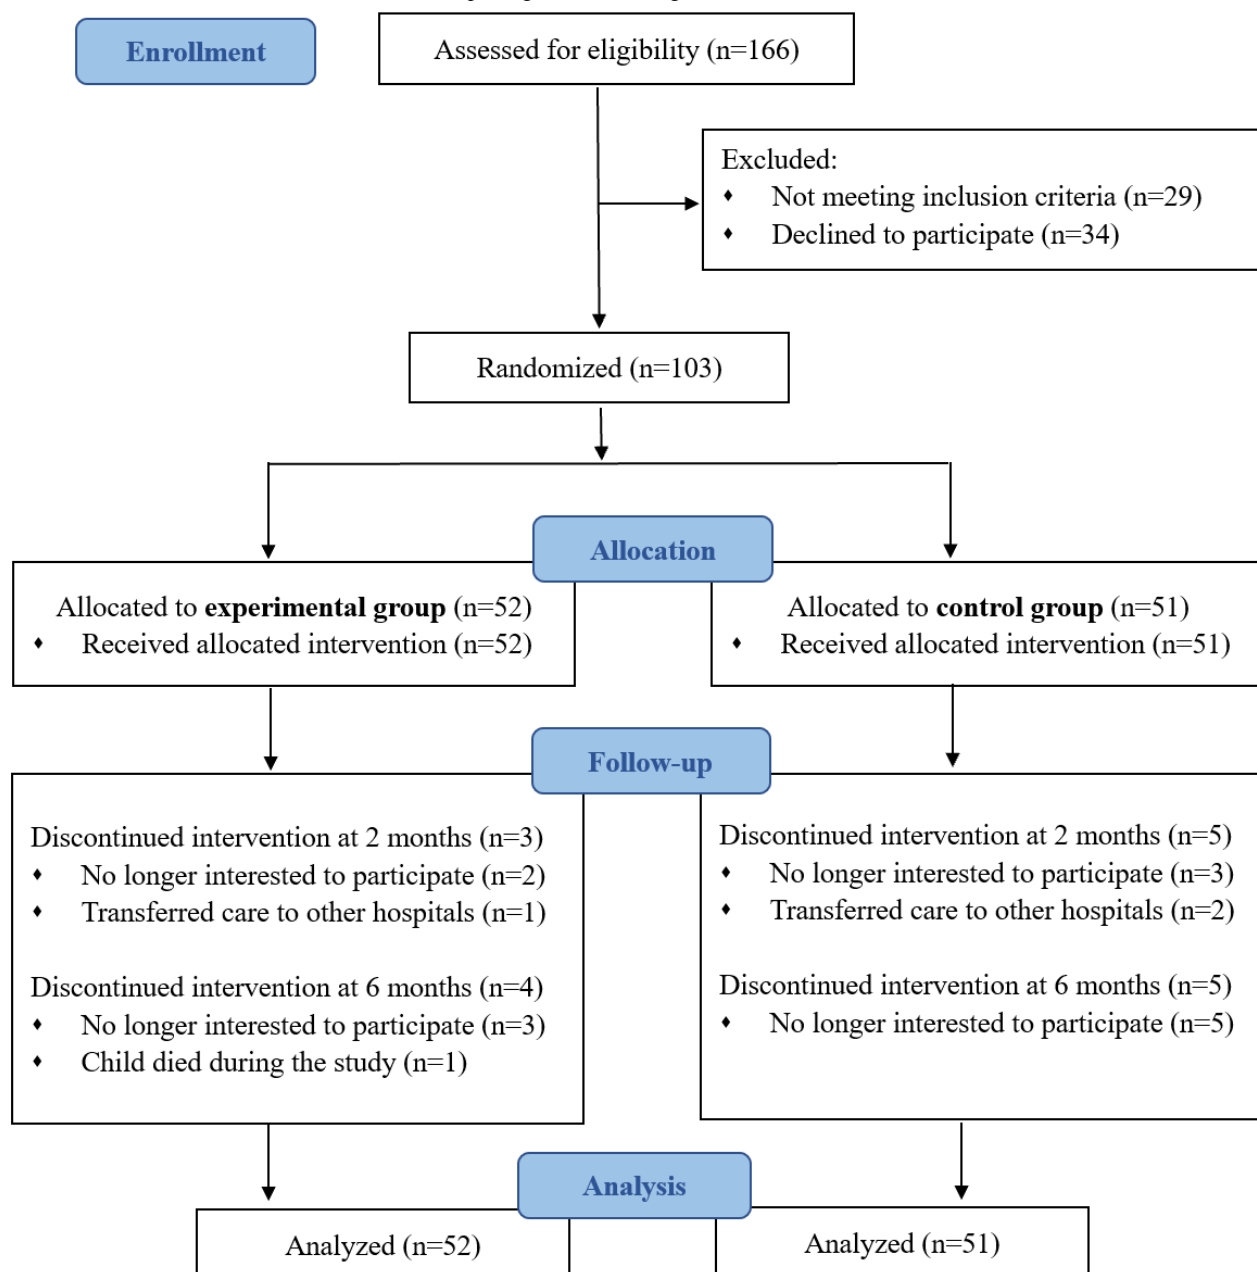 Enrollment
Assessed for eligibility (n=166)
Excluded:
⬧ Not meeting inclusion criteria (n=29)
⬧ Declined to participate (n=34)
Randomized (n=103)
Allocation
Allocated to experimental group (n=52)
⬧ Received allocated intervention (n=52)
Allocated to control group (n=51)
⬧ Received allocated intervention (n=51)
Follow-up
Discontinued intervention at 2 months (n=3)
⬧ No longer interested to participate (n=2)
⬧ Transferred care to other hospitals (n=1)
Discontinued intervention at 6 months (n=4)
⬧ No longer interested to participate (n=3)
⬧ Child died during the study (n=1)
Discontinued intervention at 2 months (n=5)
⬧ No longer interested to participate (n=3)
⬧ Transferred care to other hospitals (n=2)
Discontinued intervention at 6 months (n=5)
⬧ No longer interested to participate (n=5)
Analysis
Analyzed (n=52)
Analyzed (n=51)